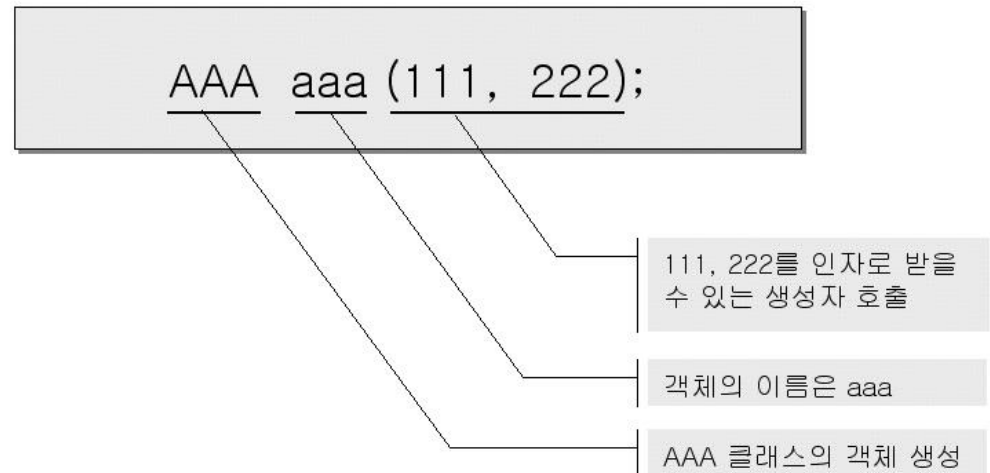 AAA aaa (111, 222);
111, 222를 인자로 받을
수 있는 생성자 호출
객체의 이름은 aaa
AAA 클래스의 객체 생성